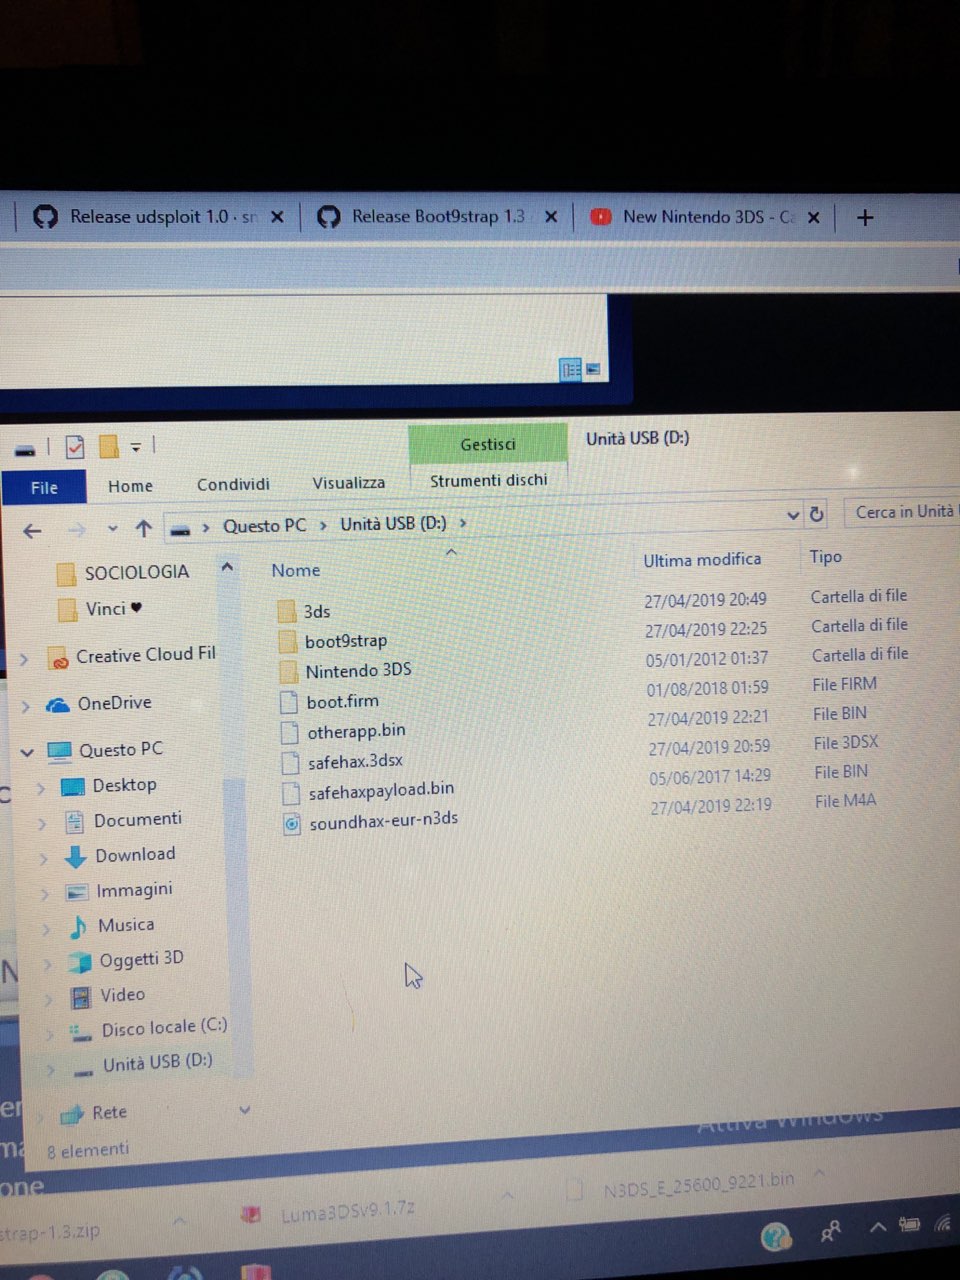 Release udsploit 1.0 · sn
Release Boot9strap 1.3
New Nintendo 3DS - Ca
Gestisci
Unità USB (D:)
File
Home
Condividi
Visualizza
Strumenti dischi
Questo PC
Unità USB (D:)
Cerca in Unità
SOCIOLOGIA
Vinci ♥
Creative Cloud Fil
OneDrive
Questo PC
Desktop
Documenti
Download
Immagini
Musica
Oggetti 3D
Video
Disco locale (C:)
Unità USB (D:)
Rete
8 elementi
Nome Ultima modifica Tipo
3ds 27/04/2019 20:49 Cartella di file
boot9strap 27/04/2019 22:25 Cartella di file
Nintendo 3DS 05/01/2012 01:37 Cartella di file
boot.firm 01/08/2018 01:59 File FIRM
otherapp.bin 27/04/2019 22:21 File BIN
safehax.3dsx 27/04/2019 20:59 File 3DSX
safehaxpayload.bin 05/06/2017 14:29 File BIN
soundhax-eur-n3ds 27/04/2019 22:19 File M4A
Attiva Windows
one
strap-1.3.zip
Luma3DSv9.1.7z
N3DS_E_25600_9221.bin